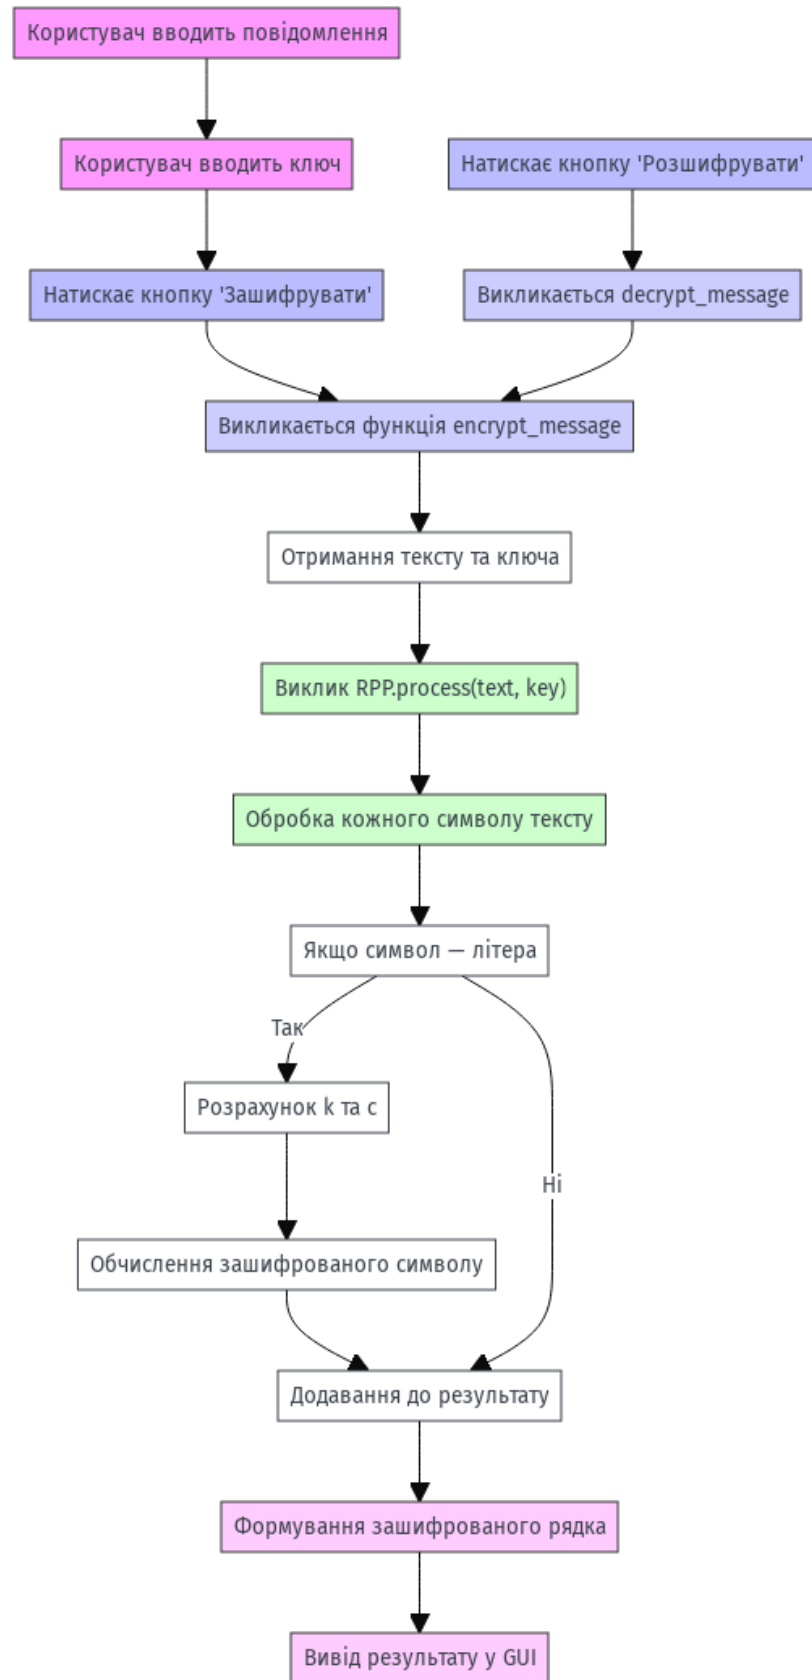 Користувач вводить повідомлення
Користувач вводить ключ
Натискає кнопку 'Розшифрувати'
Натискає кнопку 'Зашифрувати'
Викликається decrypt_message
Викликається функція encrypt_message
Отримання тексту та ключа
Виклик RPP.process(text, key)
Обробка кожного символу тексту
Якщо символ — літера
Так
Розрахунок k та c
Ні
Обчислення зашифрованого символу
Додавання до результату
Формування зашифрованого рядка
Вивід результату у GUI